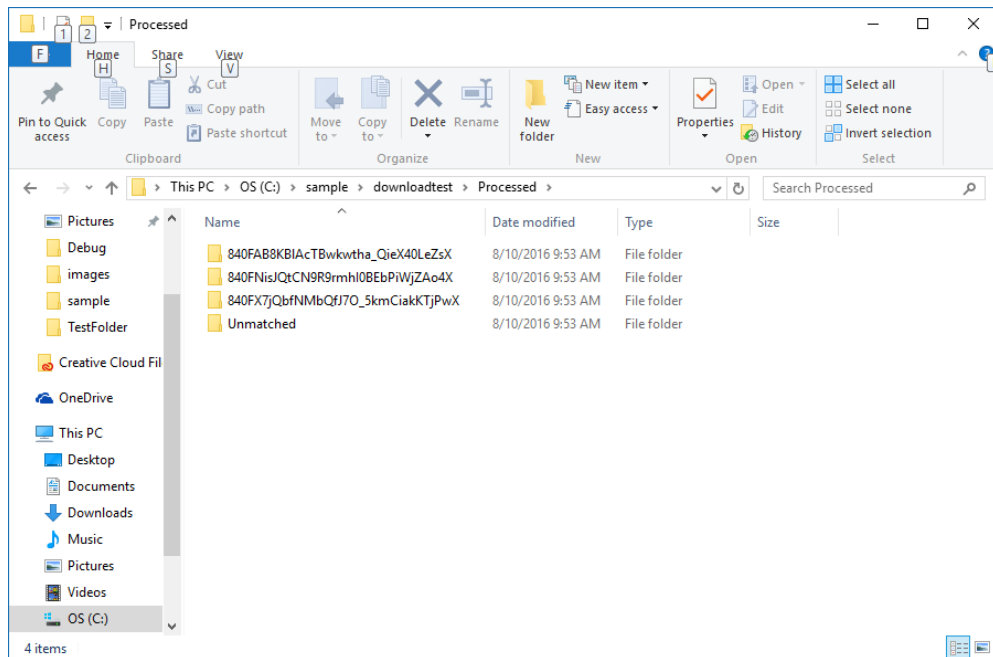 Processed
1 2
F Home Share View
H S V
Pin to Quick access
Copy
Paste
Cut
Copy path
Paste shortcut
Clipboard
Move to
Copy to
Delete
Rename
Organize
New folder
New item
Easy access
New
Properties
Open
Edit
History
Open
Select all
Select none
Invert selection
Select
This PC > OS (C:) > sample > downloadtest > Processed >
Search Processed
Pictures
Debug
images
sample
TestFolder
Creative Cloud Fil
OneDrive
This PC
Desktop
Documents
Downloads
Music
Pictures
Videos
OS (C:)
Name Date modified Type Size
840FAB8KBIAcTBwkwtha_QieX40LeZsX 8/10/2016 9:53 AM File folder
840FNisJQtCN9R9rmhI0BEbPiWjZAo4X 8/10/2016 9:53 AM File folder
840FX7jQbfNMbQfJ7O_5kmCiakKTjPwX 8/10/2016 9:53 AM File folder
Unmatched 8/10/2016 9:53 AM File folder
4 items